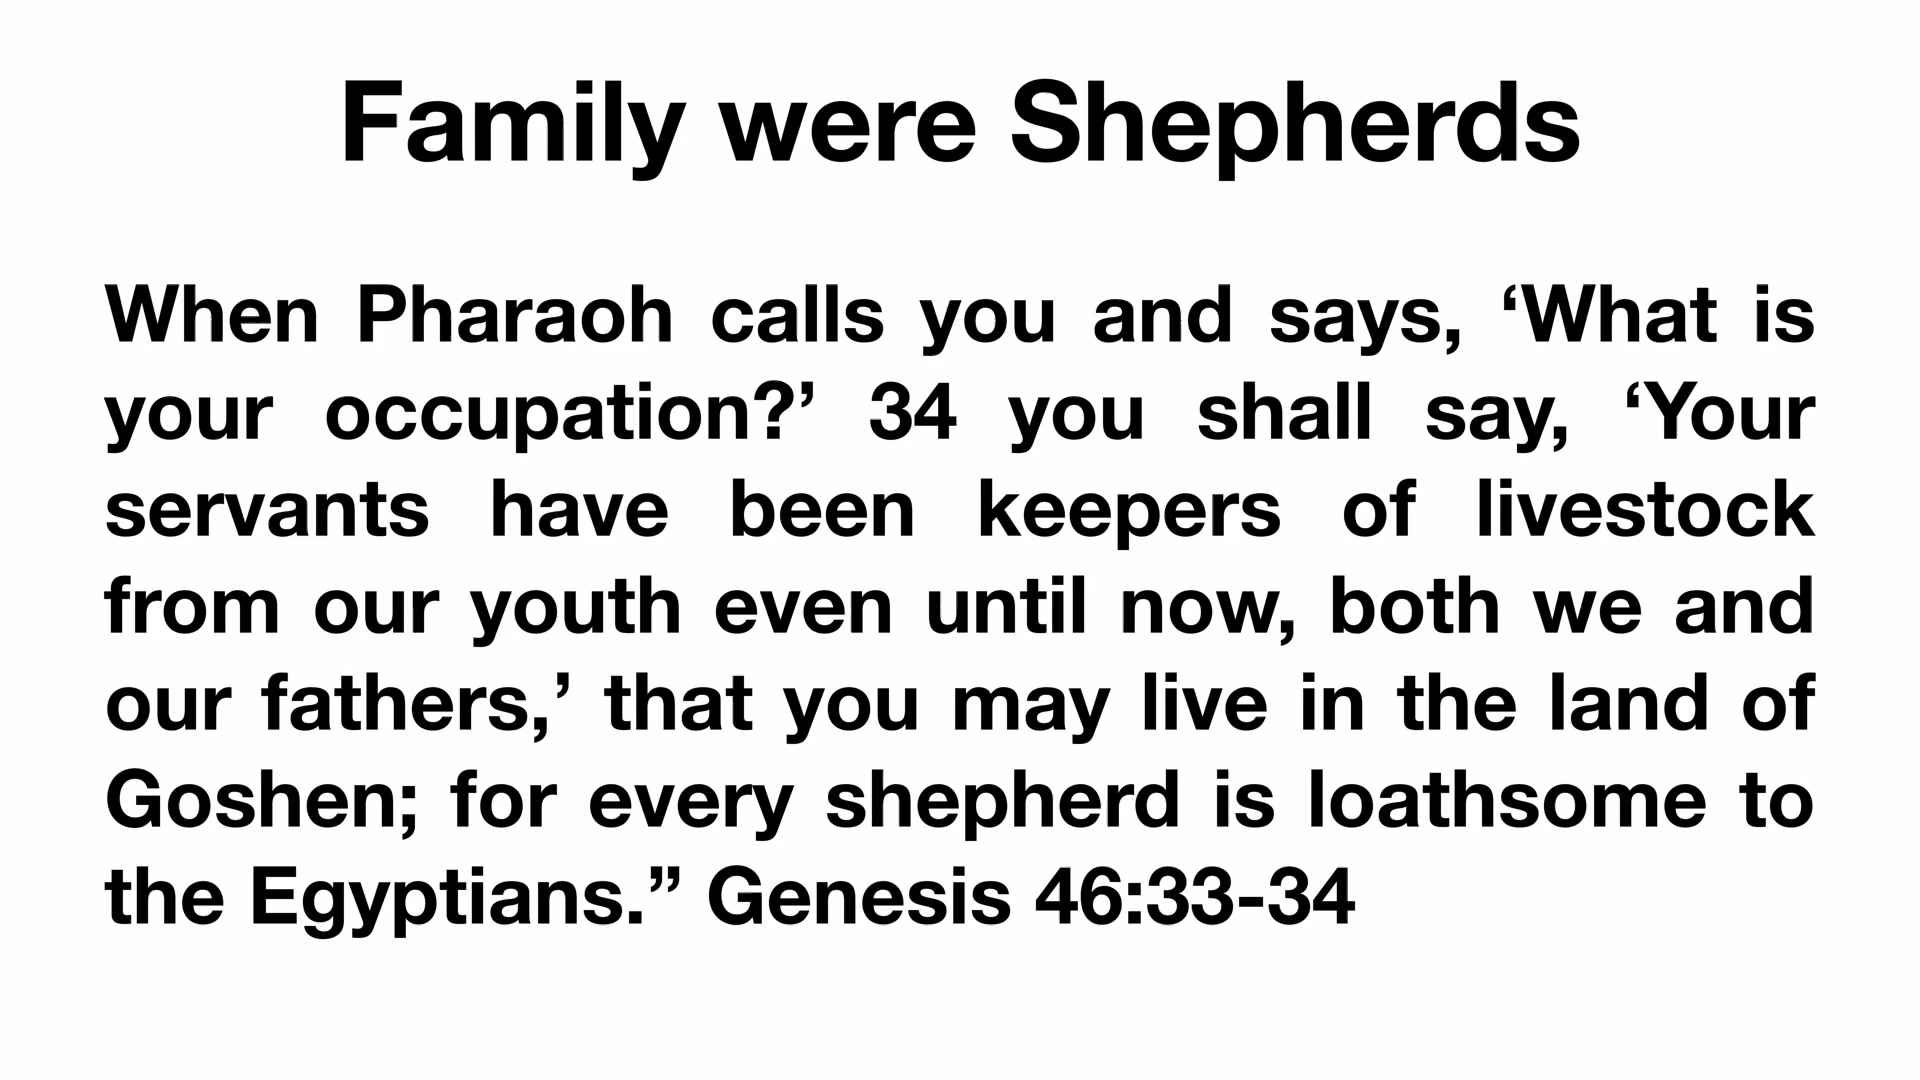 Family were Shepherds
When Pharaoh calls you and says, ‘What is
your occupation?’ 34 you shall say, ‘Your
servants have been keepers of livestock
from our youth even until now, both we and
our fathers,’ that you may live in the land of
Goshen; for every shepherd is loathsome to
the Egyptians.” Genesis 46:33-34